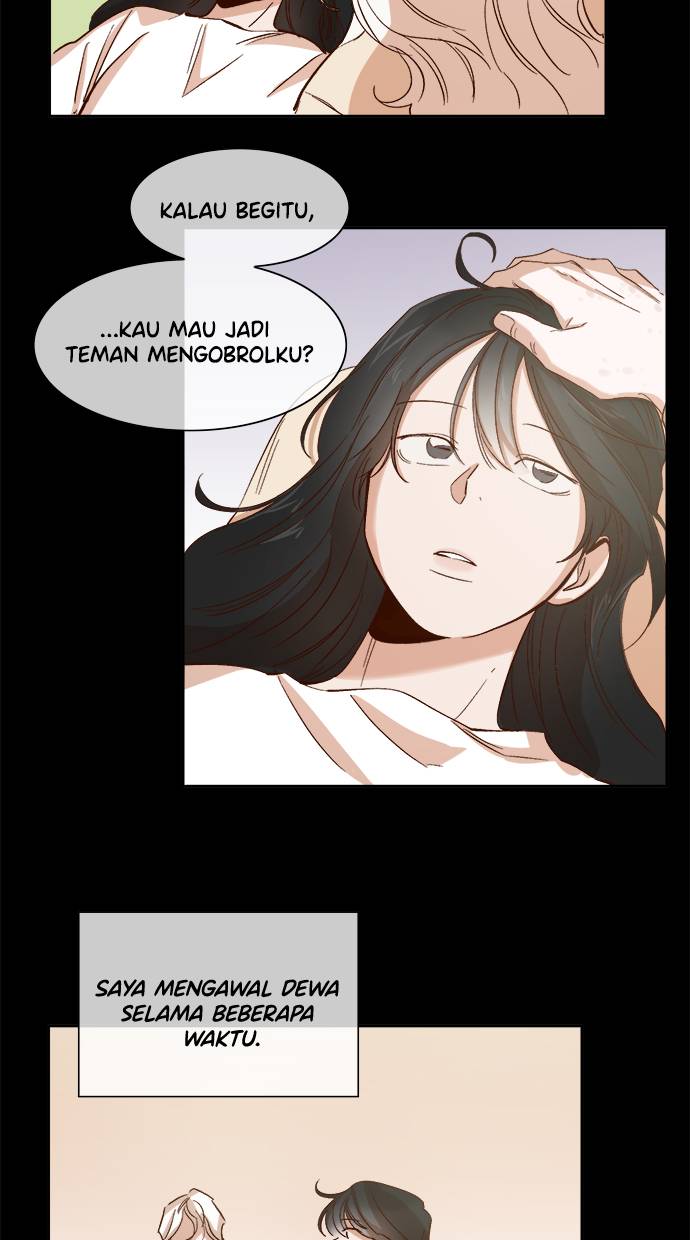 KALAU BEGITU,
...KAU MAU JADI
TEMAN MENGOBROLKU?
SAYA MENGAWAL DEWA
SELAMA BEBERAPA
WAKTU.